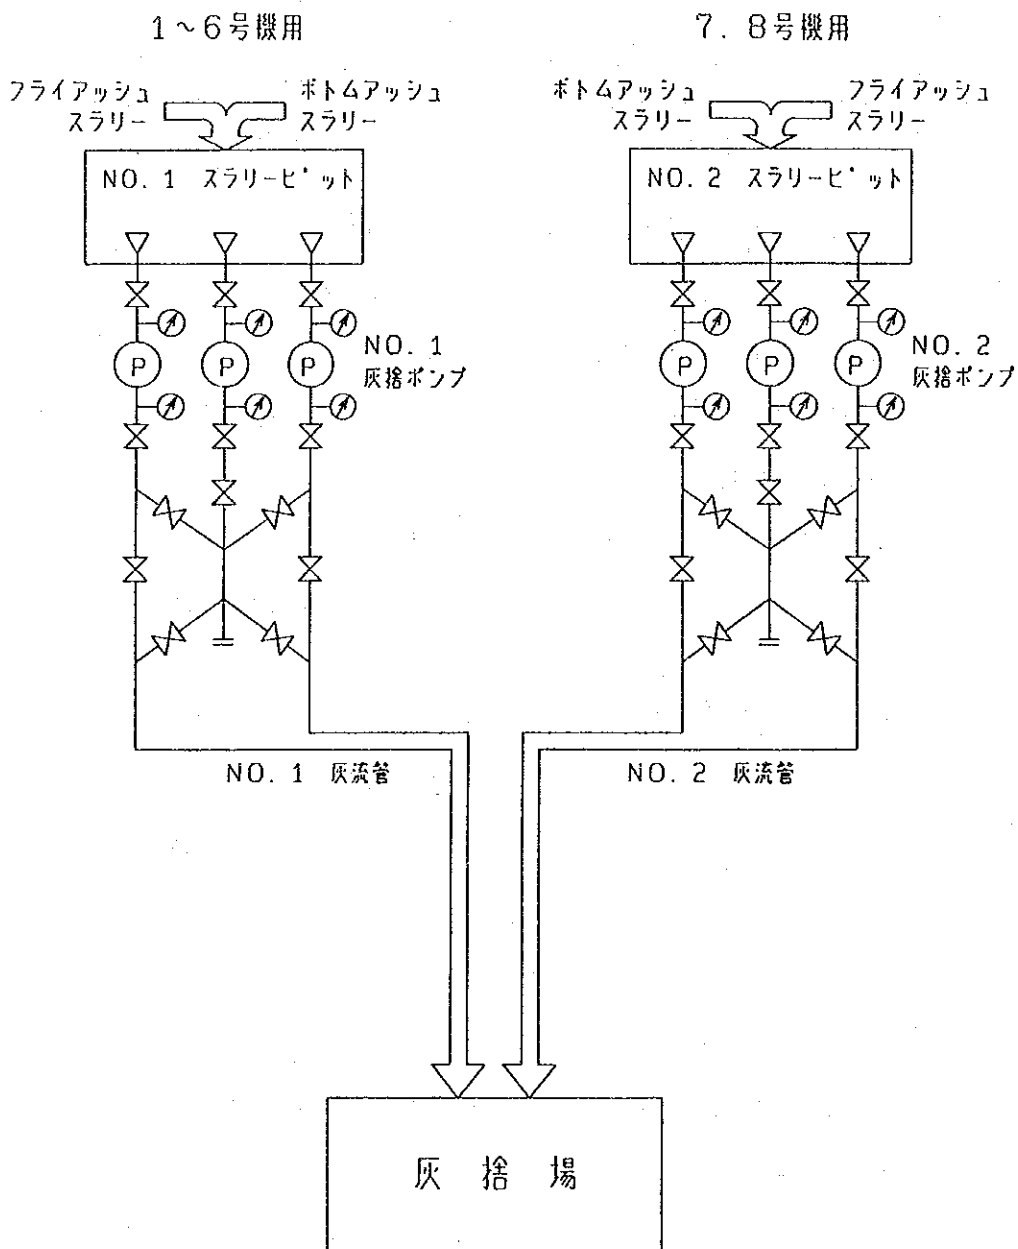 1～6号機用
フライアッシュ
スラリー
ボトムアッシュ
スラリー
NO. 1 スラリーピット
P P P
NO. 1
灰捨ポンプ
NO. 1 灰流管
7. 8号機用
ボトムアッシュ
スラリー
フライアッシュ
スラリー
NO. 2 スラリーピット
P P P
NO. 2
灰捨ポンプ
NO. 2 灰流管
灰捨場